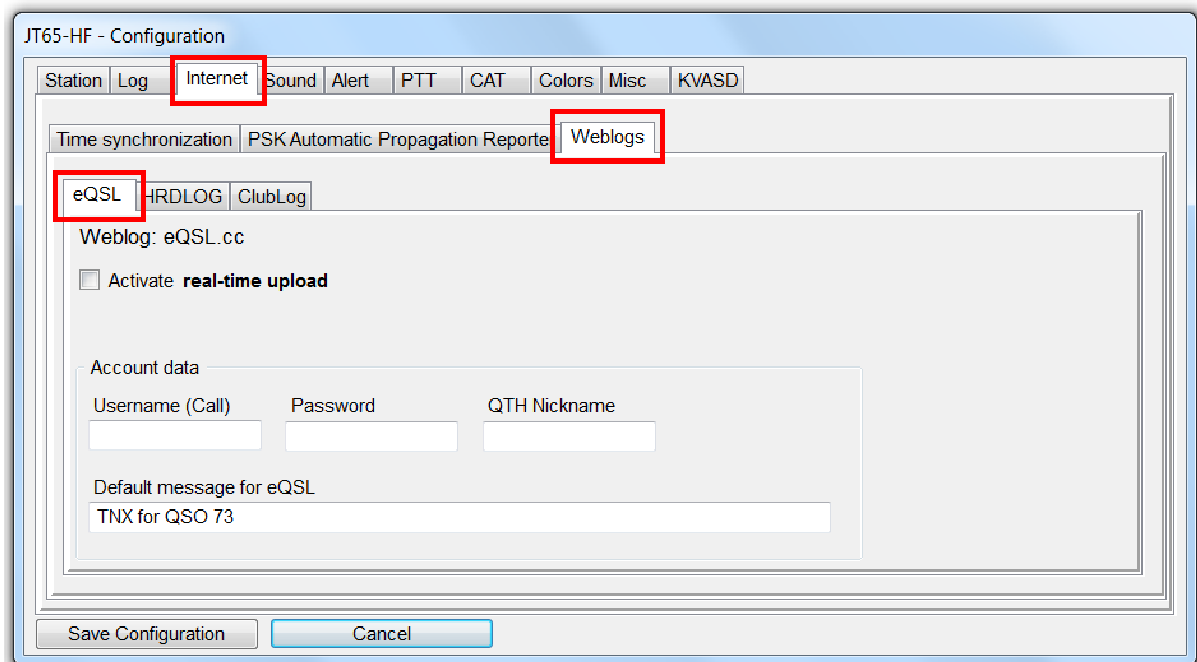 JT65-HF - Configuration
Station Log Internet Sound Alert PTT CAT Colors Misc KVASD
Time synchronization PSK Automatic Propagation Reporte Weblogs
eQSL HRDLOG ClubLog
Weblog: eQSL.cc
Activate real-time upload
Account data
Username (Call) Password QTH Nickname
Default message for eQSL
TNX for QSO 73
Save Configuration Cancel